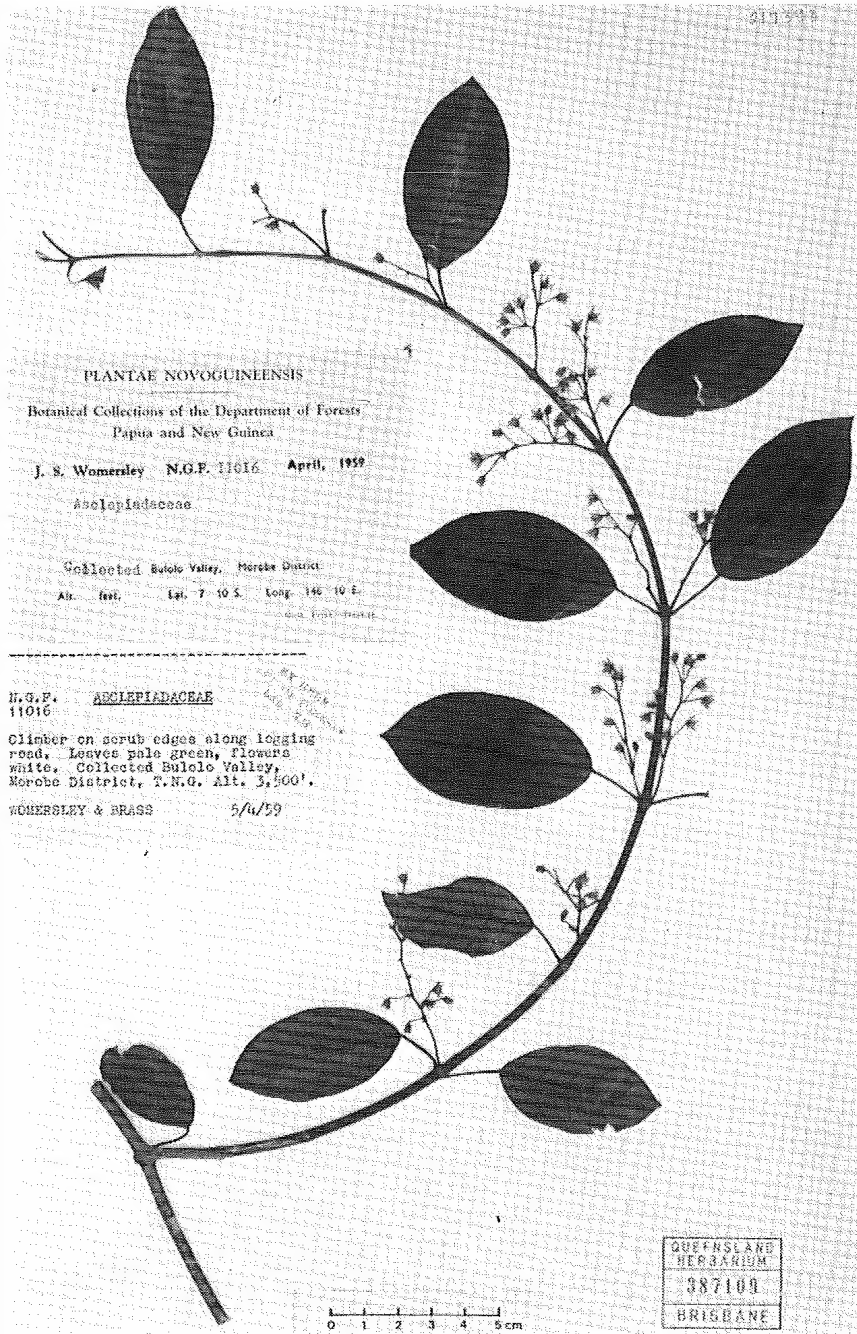 PLANTAE NOVOGUINEENSIS
Botanical Collections of the Department of Forests
Papua and New Guinea
J. S. Womersley N.G.F. 11016 April, 1959
Asclepiadaceae
Collected Bulolo Valley, Morobe District
Alt. feet, Lat. 7 10 S. Long. 146 10 E.
N.G.F. ASCLEPIADACEAE
11016
Climber on scrub edges along logging
road. Leaves pale green, flowers
white. Collected Bulolo Valley,
Morobe District, T.N.G. Alt. 3,500'.
WOMERSLEY & BRASS 5/4/59
QUEENSLAND
HERBARIUM
387109
BRISBANE
0 1 2 3 4 5 cm